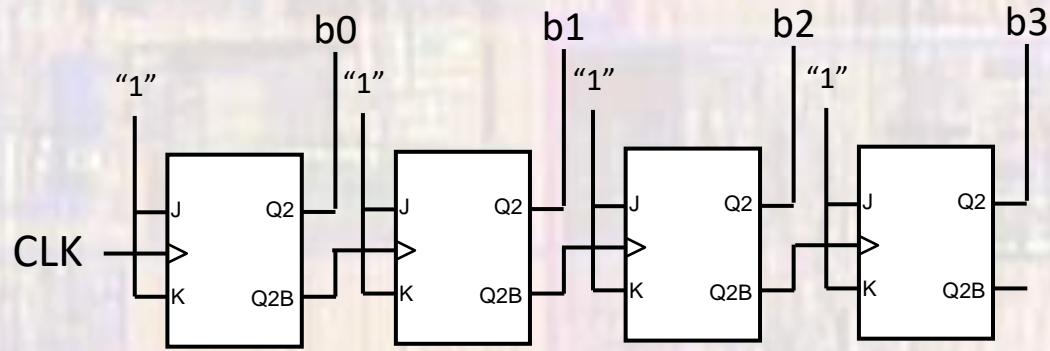 b0 b1 b2 b3
“1” “1” “1” “1”
J Q2 J Q2 J Q2 J Q2
CLK
K Q2B K Q2B K Q2B K Q2B